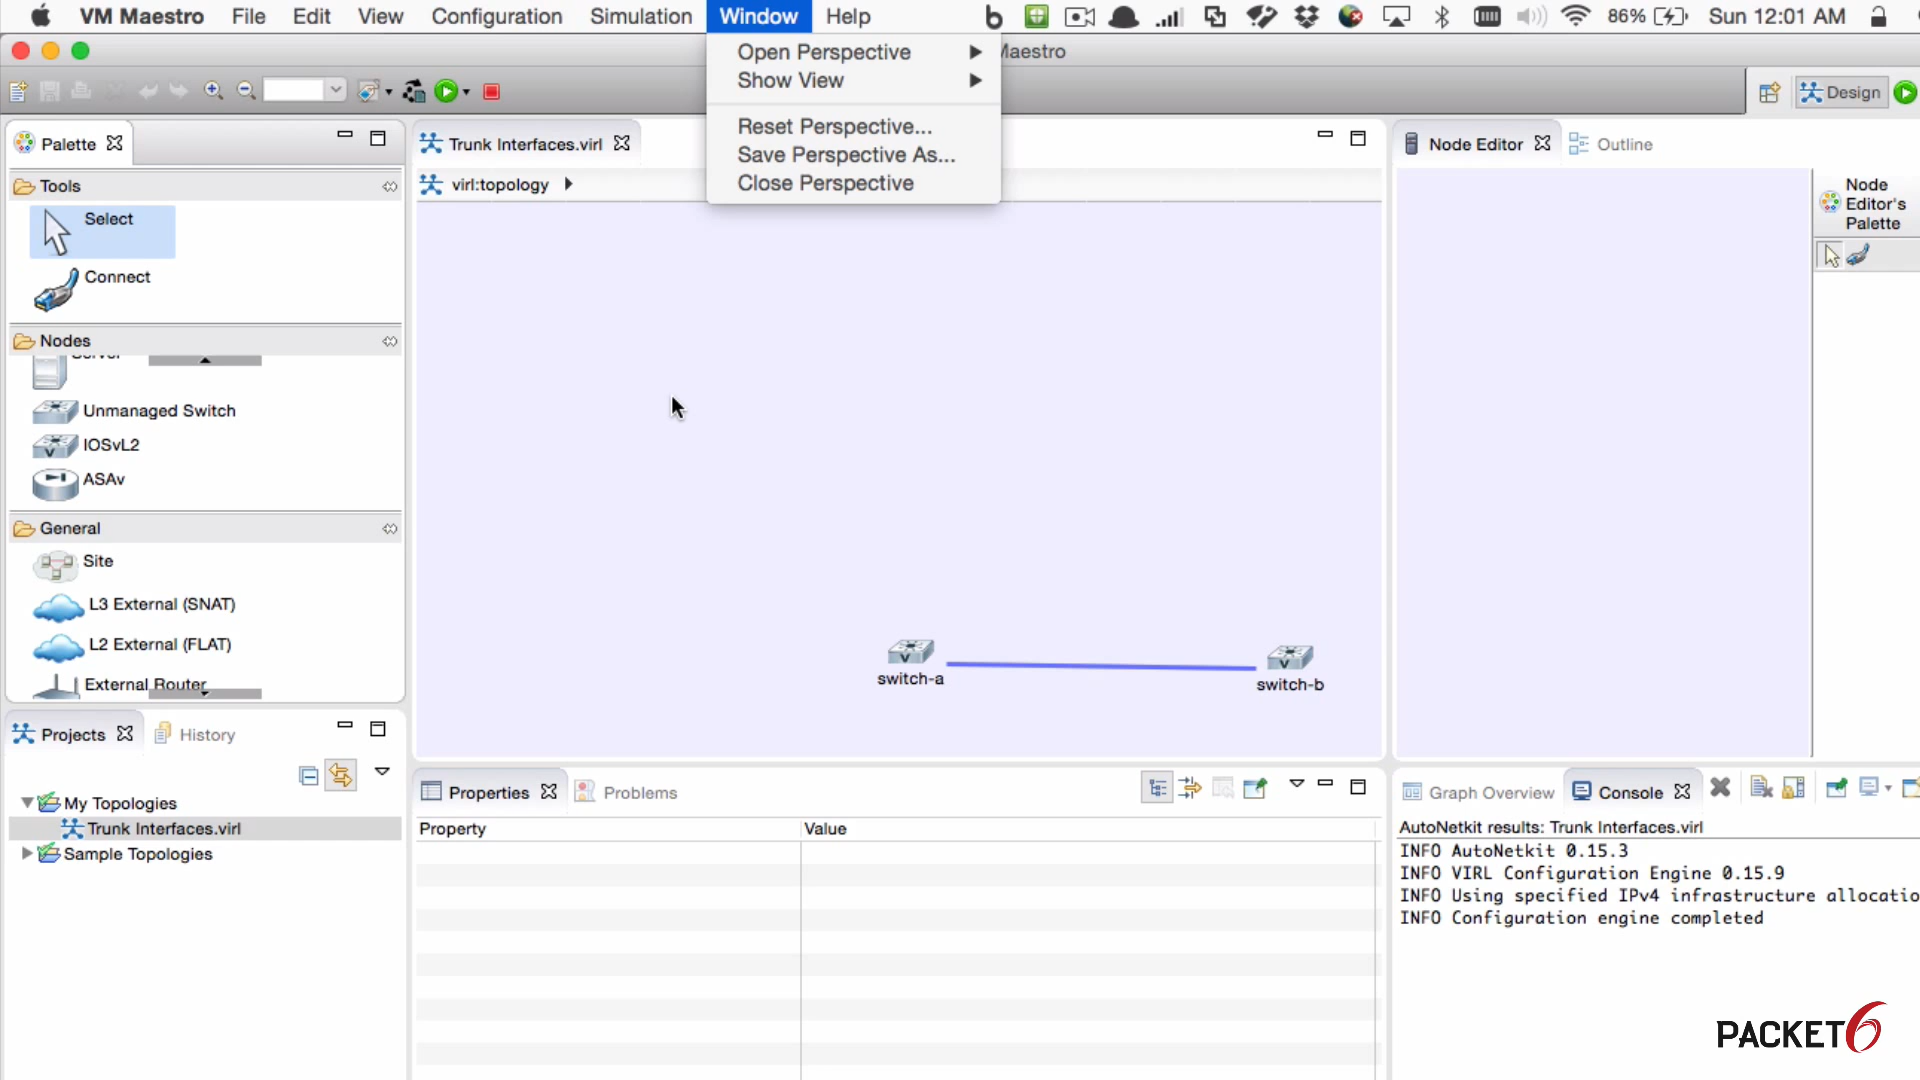 VM Maestro File Edit View Configuration Simulation Window Help 86% Sun 12:01 AM
Maestro
Open Perspective
Show View
Reset Perspective...
Save Perspective As...
Close Perspective
Design
Palette
Tools
Select
Connect
Nodes
Server
Unmanaged Switch
IOSvL2
ASAv
General
Site
L3 External (SNAT)
L2 External (FLAT)
External Router
Trunk Interfaces.virl
virl:topology
switch-a
switch-b
Node Editor Outline
Node
Editor's
Palette
Projects History
My Topologies
Trunk Interfaces.virl
Sample Topologies
Properties Problems
Property Value
Graph Overview Console
AutoNetkit results: Trunk Interfaces.virl
INFO AutoNetkit 0.15.3
INFO VIRL Configuration Engine 0.15.9
INFO Using specified IPv4 infrastructure allocatio
INFO Configuration engine completed
PACKET6